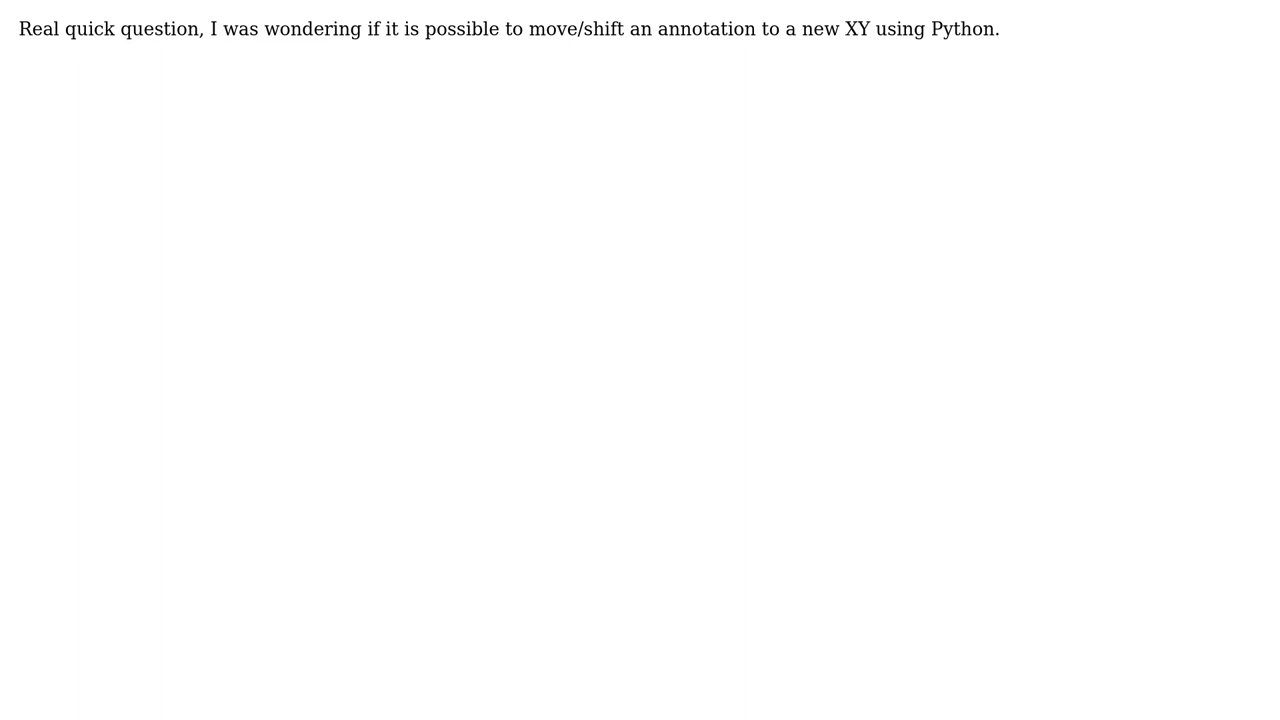 Real quick question, I was wondering if it is possible to move/shift an annotation to a new XY using Python.